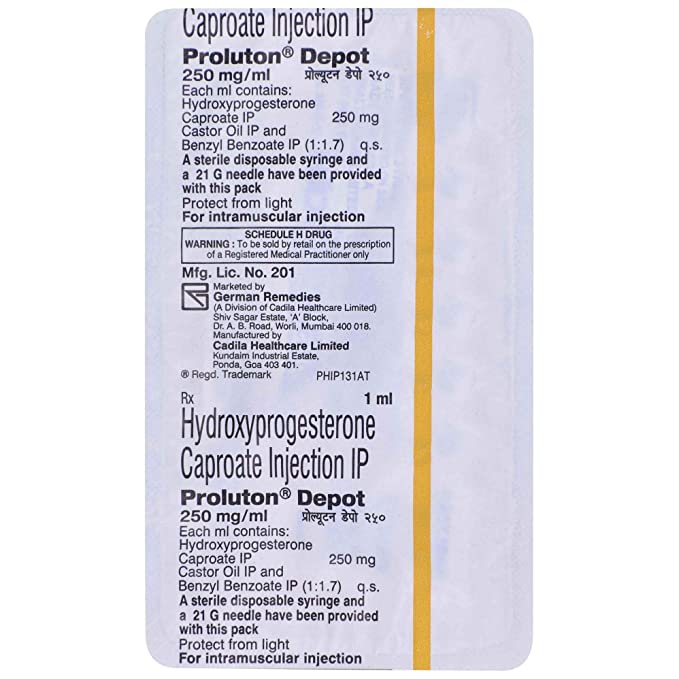 Caproate Injection IP
Proluton® Depot
250 mg/ml प्रोल्यूटन डेपो २५०
Each ml contains:
Hydroxyprogesterone
Caproate IP 250 mg
Castor Oil IP and
Benzyl Benzoate IP (1:1.7) q.s.
A sterile disposable syringe and
a 21 G needle have been provided
with this pack
Protect from light
For intramuscular injection
SCHEDULE H DRUG
WARNING : To be sold by retail on the prescription
of a Registered Medical Practitioner only
Mfg. Lic. No. 201
Marketed by
German Remedies
(A Division of Cadila Healthcare Limited)
Shiv Sagar Estate, 'A' Block,
Dr. A. B. Road, Worli, Mumbai 400 018.
Manufactured by
Cadila Healthcare Limited
Kundaim Industrial Estate,
Ponda, Goa 403 401.
® Regd. Trademark PHIP131AT
Rx 1 ml
Hydroxyprogesterone
Caproate Injection IP
Proluton® Depot
250 mg/ml प्रोल्यूटन डेपो २५०
Each ml contains:
Hydroxyprogesterone
Caproate IP 250 mg
Castor Oil IP and
Benzyl Benzoate IP (1:1.7) q.s.
A sterile disposable syringe and
a 21 G needle have been provided
with this pack
Protect from light
For intramuscular injection